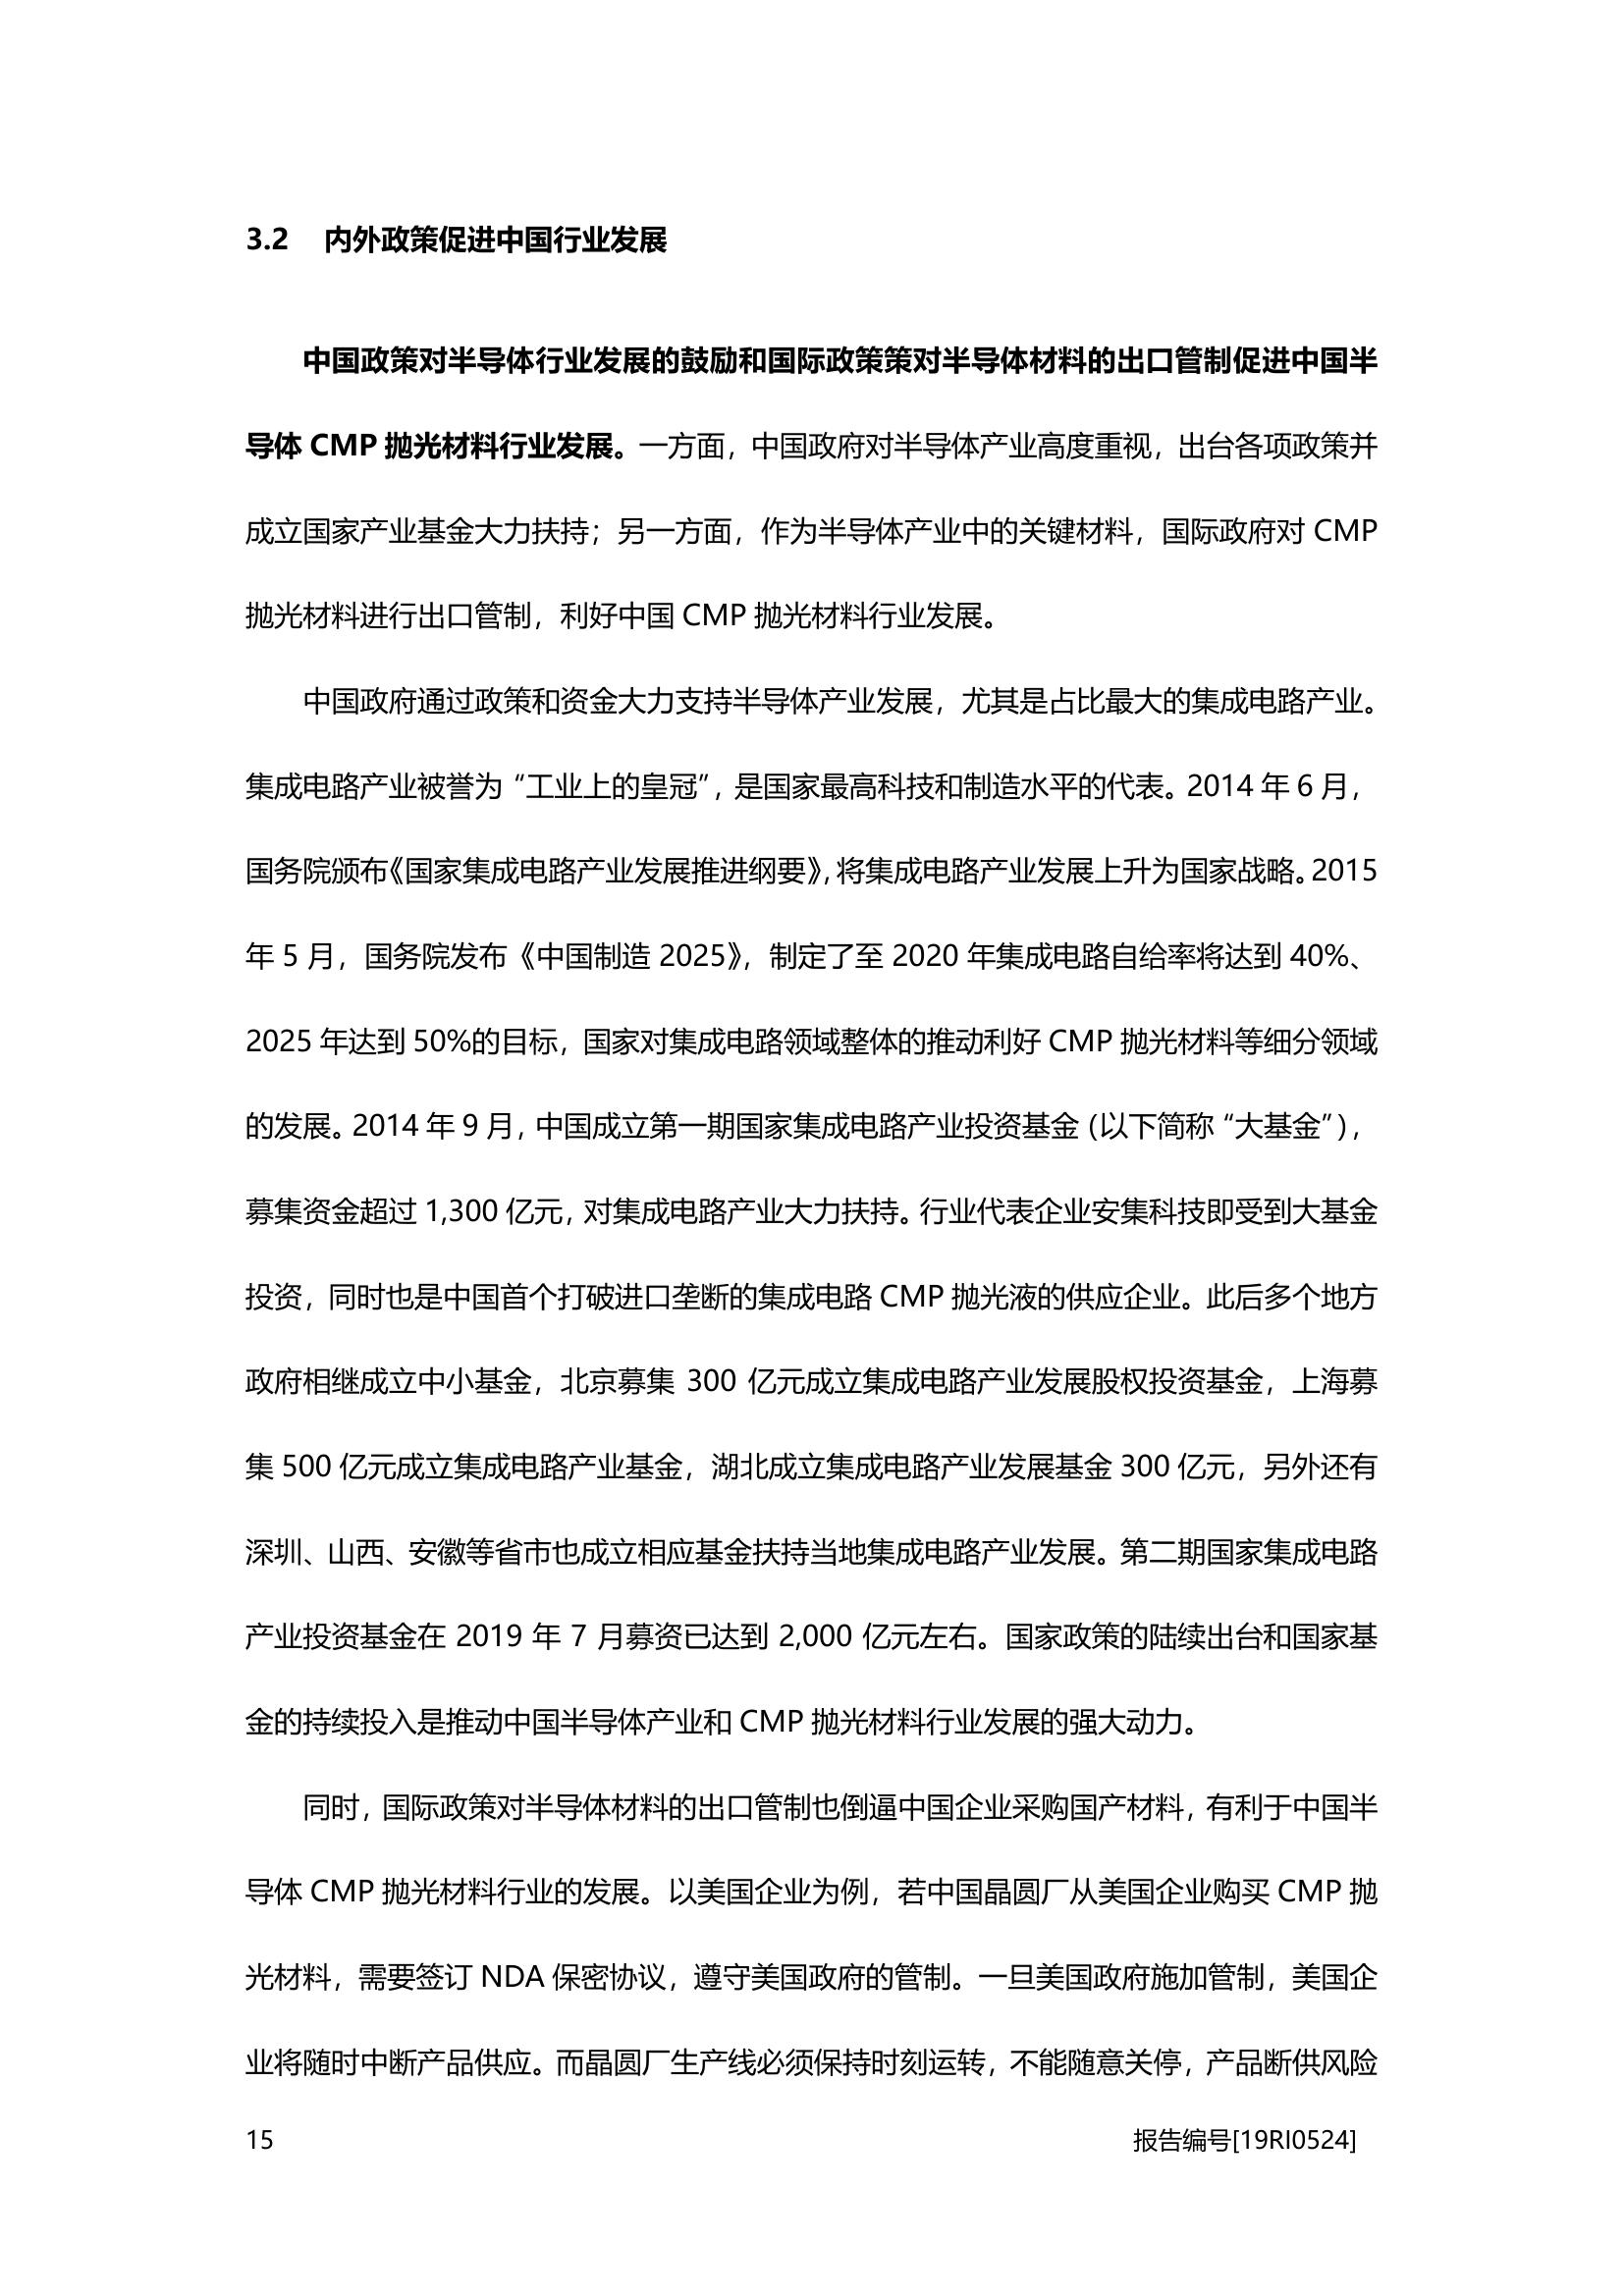 3.2 内外政策促进中国行业发展
中国政策对半导体行业发展的鼓励和国际政策策对半导体材料的出口管制促进中国半
导体 CMP 抛光材料行业发展。一方面，中国政府对半导体产业高度重视，出台各项政策并
成立国家产业基金大力扶持；另一方面，作为半导体产业中的关键材料，国际政府对 CMP
抛光材料进行出口管制，利好中国 CMP 抛光材料行业发展。
中国政府通过政策和资金大力支持半导体产业发展，尤其是占比最大的集成电路产业。
集成电路产业被誉为“工业上的皇冠”，是国家最高科技和制造水平的代表。2014 年 6 月，
国务院颁布《国家集成电路产业发展推进纲要》，将集成电路产业发展上升为国家战略。2015
年 5 月，国务院发布《中国制造 2025》，制定了至 2020 年集成电路自给率将达到 40%、
2025 年达到 50%的目标，国家对集成电路领域整体的推动利好 CMP 抛光材料等细分领域
的发展。2014 年 9 月，中国成立第一期国家集成电路产业投资基金（以下简称“大基金”），
募集资金超过 1,300 亿元，对集成电路产业大力扶持。行业代表企业安集科技即受到大基金
投资，同时也是中国首个打破进口垄断的集成电路 CMP 抛光液的供应企业。此后多个地方
政府相继成立中小基金，北京募集 300 亿元成立集成电路产业发展股权投资基金，上海募
集 500 亿元成立集成电路产业基金，湖北成立集成电路产业发展基金 300 亿元，另外还有
深圳、山西、安徽等省市也成立相应基金扶持当地集成电路产业发展。第二期国家集成电路
产业投资基金在 2019 年 7 月募资已达到 2,000 亿元左右。国家政策的陆续出台和国家基
金的持续投入是推动中国半导体产业和 CMP 抛光材料行业发展的强大动力。
同时，国际政策对半导体材料的出口管制也倒逼中国企业采购国产材料，有利于中国半
导体 CMP 抛光材料行业的发展。以美国企业为例，若中国晶圆厂从美国企业购买 CMP 抛
光材料，需要签订 NDA 保密协议，遵守美国政府的管制。一旦美国政府施加管制，美国企
业将随时中断产品供应。而晶圆厂生产线必须保持时刻运转，不能随意关停，产品断供风险
15 报告编号[19RI0524]